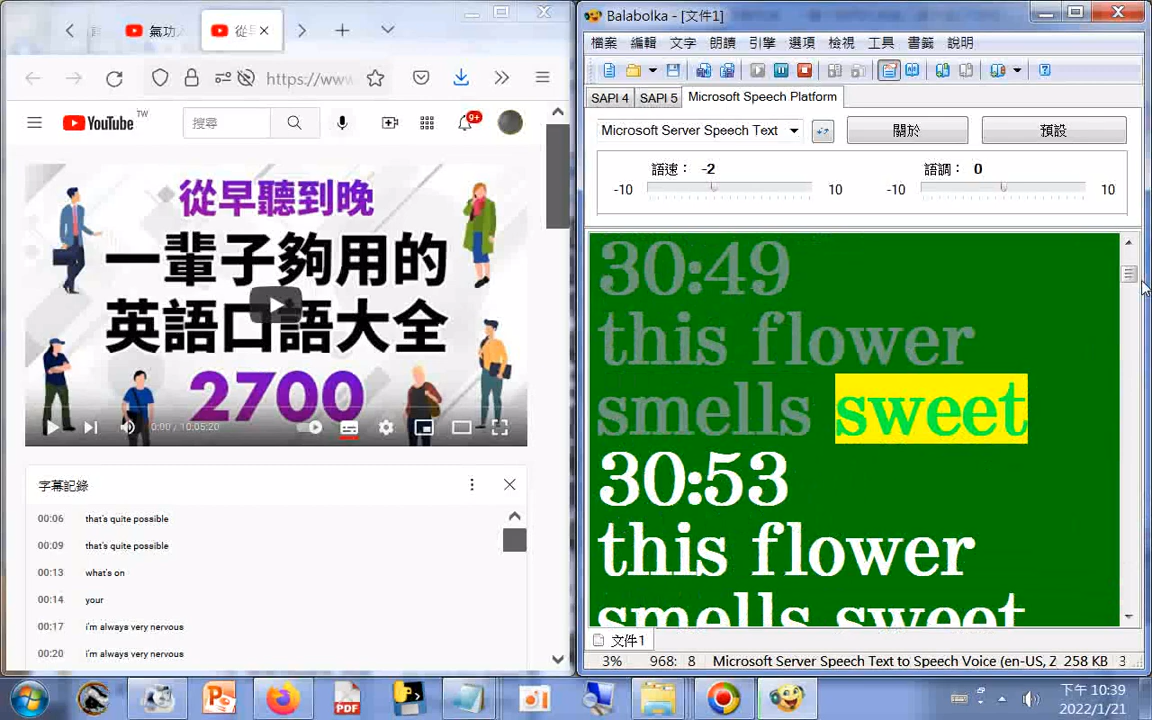 氣功
從
https://www
YouTube TW
搜尋
9+
從早聽到晚
一輩子夠用的
英語口語大全
2700
0:00 / 10:05:20
字幕記錄
00:06 that's quite possible
00:09 that's quite possible
00:13 what's on
00:14 your
00:17 i'm always very nervous
00:20 i'm always very nervous
Balabolka - [文件1]
檔案 編輯 文字 朗讀 引擎 選項 檢視 工具 書籤 說明
SAPI 4 SAPI 5 Microsoft Speech Platform
Microsoft Server Speech Text 關於 預設
語速： -2 語調： 0
-10 10 -10 10
30:49
this flower
smells sweet
30:53
this flower
smells sweet
文件1
3% 968: 8 Microsoft Server Speech Text to Speech Voice (en-US, Z 258 KB 3
PDF
下午 10:39
2022/1/21